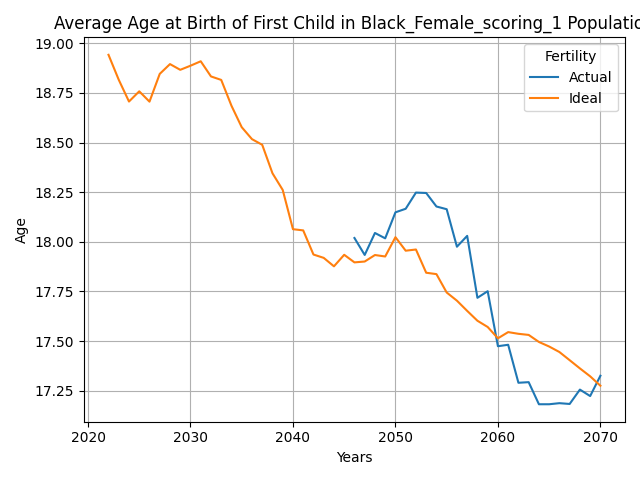 Average Age at Birth of First Child in Black_Female_scoring_1 Populatio
19.00
18.75
18.50
18.25
18.00
17.75
17.50
17.25
Age
Fertility
Actual
Ideal
2020 2030 2040 2050 2060 2070
Years